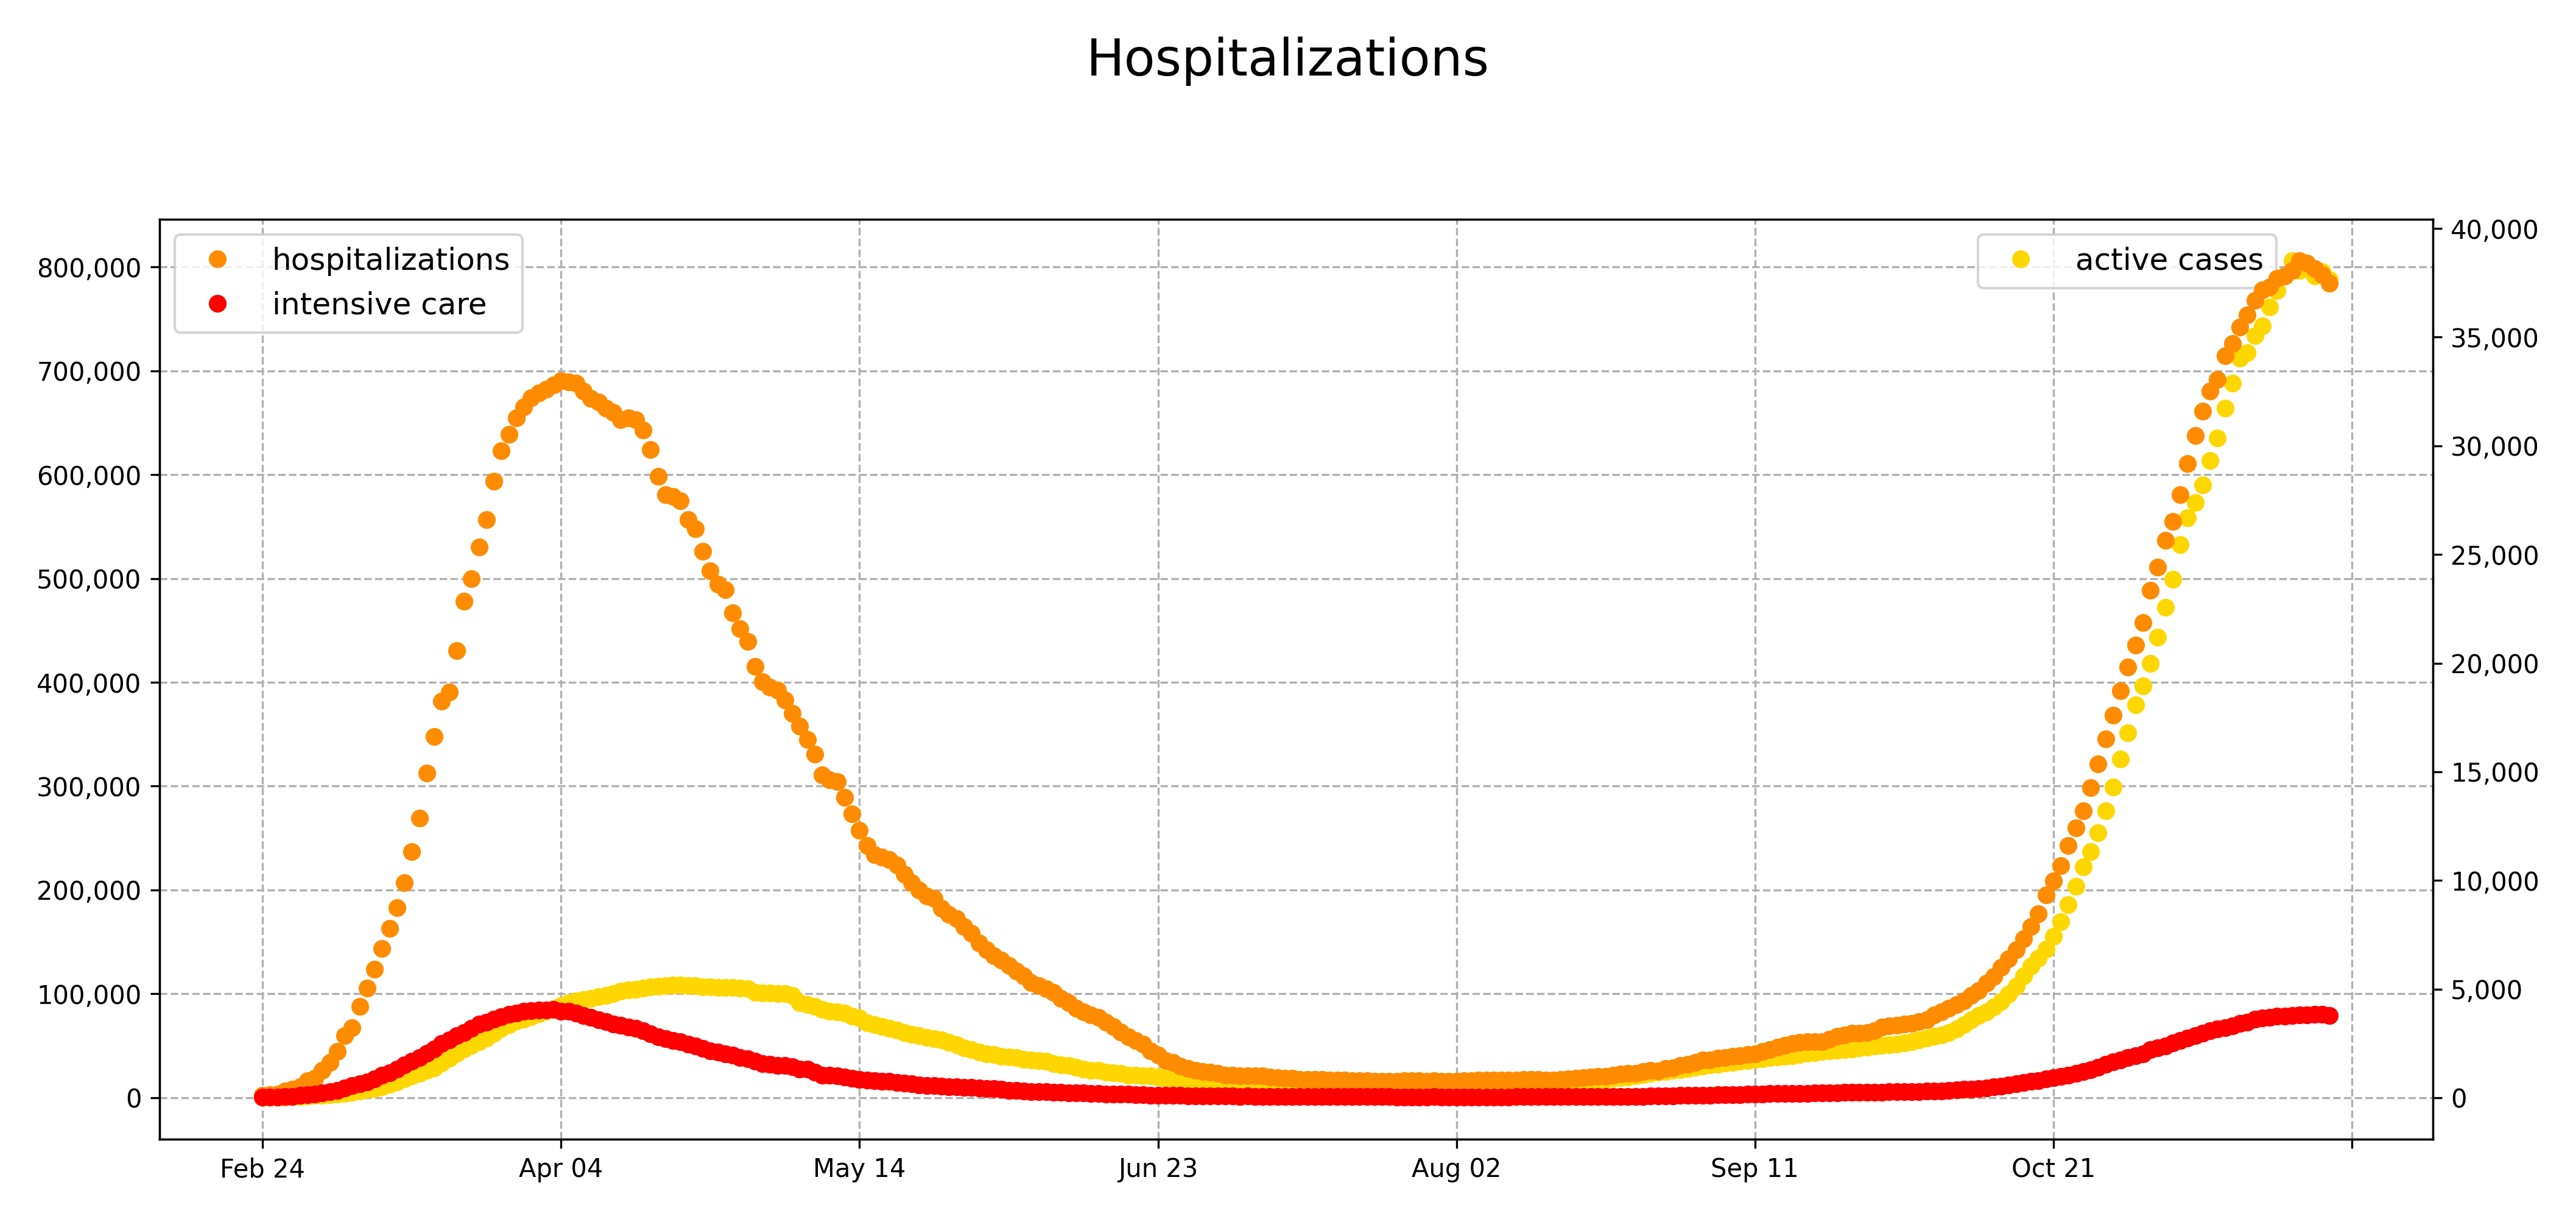 Hospitalizations
hospitalizations
intensive care
active cases
800,000
700,000
600,000
500,000
400,000
300,000
200,000
100,000
0
40,000
35,000
30,000
25,000
20,000
15,000
10,000
5,000
0
Feb 24
Apr 04
May 14
Jun 23
Aug 02
Sep 11
Oct 21